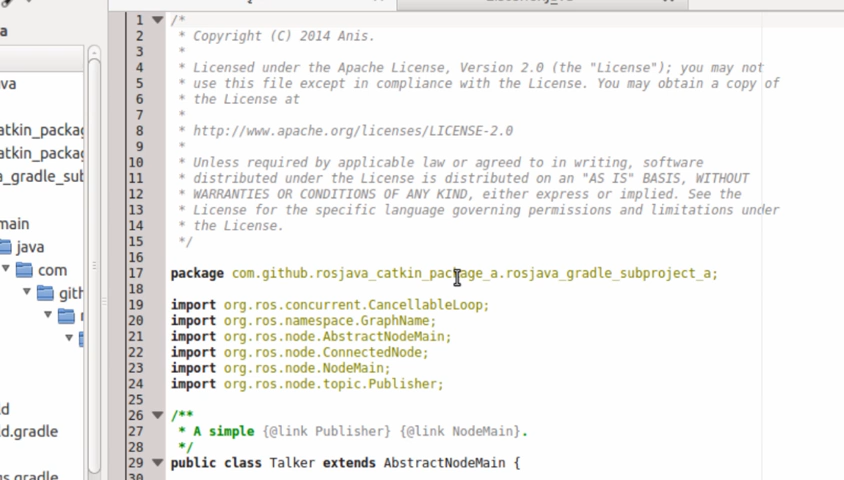 a
va
atkin_packag
atkin_packag
a_gradle_sub
main
java
com
gith
d
d.gradle
ns.gradle
1 /*
2  * Copyright (C) 2014 Anis.
3  *
4  * Licensed under the Apache License, Version 2.0 (the "License"); you may not
5  * use this file except in compliance with the License. You may obtain a copy of
6  * the License at
7  *
8  * http://www.apache.org/licenses/LICENSE-2.0
9  *
10  * Unless required by applicable law or agreed to in writing, software
11  * distributed under the License is distributed on an "AS IS" BASIS, WITHOUT
12  * WARRANTIES OR CONDITIONS OF ANY KIND, either express or implied. See the
13  * License for the specific language governing permissions and limitations under
14  * the License.
15  */
16
17 package com.github.rosjava_catkin_package_a.rosjava_gradle_subproject_a;
18
19 import org.ros.concurrent.CancellableLoop;
20 import org.ros.namespace.GraphName;
21 import org.ros.node.AbstractNodeMain;
22 import org.ros.node.ConnectedNode;
23 import org.ros.node.NodeMain;
24 import org.ros.node.topic.Publisher;
25
26 /**
27  * A simple {@link Publisher} {@link NodeMain}.
28  */
29 public class Talker extends AbstractNodeMain {
30